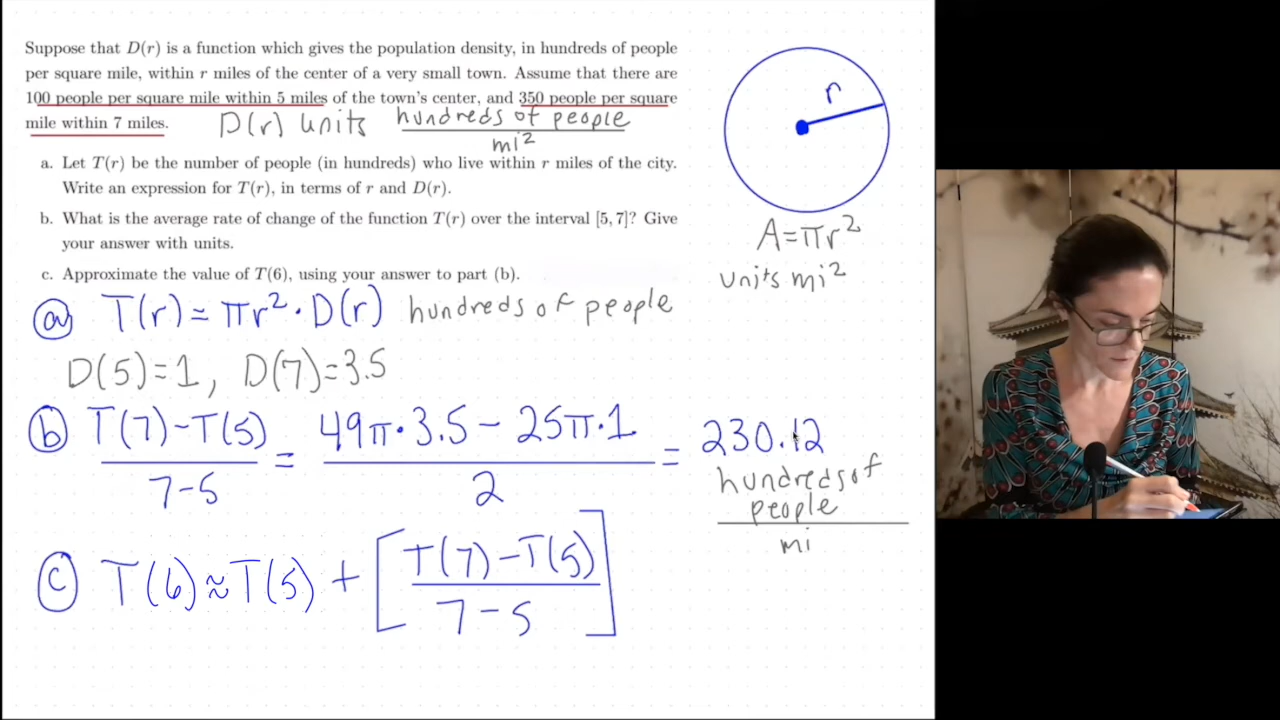 Suppose that D(r) is a function which gives the population density, in hundreds of people
per square mile, within r miles of the center of a very small town. Assume that there are
100 people per square mile within 5 miles of the town's center, and 350 people per square
mile within 7 miles.
D(r) units hundreds of people / mi²
a. Let T(r) be the number of people (in hundreds) who live within r miles of the city.
Write an expression for T(r), in terms of r and D(r).
b. What is the average rate of change of the function T(r) over the interval [5, 7]? Give
your answer with units.
c. Approximate the value of T(6), using your answer to part (b).
r
A=πr²
units mi²
(a) T(r) = πr² · D(r) hundreds of people
D(5)=1, D(7)=3.5
(b) T(7)-T(5) / 7-5 = 49π·3.5 - 25π·1 / 2 = 230.12
hundreds of
people
mi
(c) T(6) ≈ T(5) + [T(7)-T(5) / 7-5]